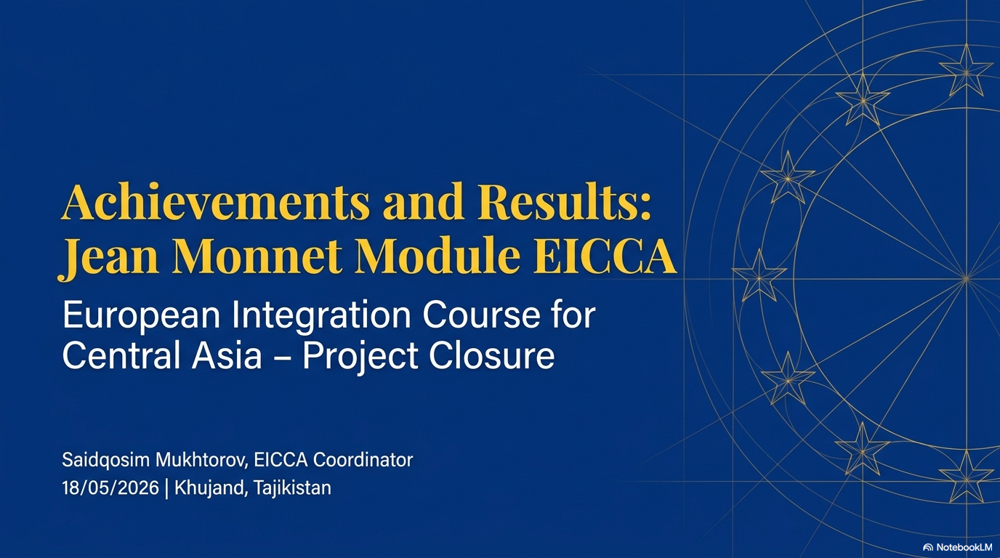 Achievements and Results:
Jean Monnet Module EICCA
European Integration Course for
Central Asia – Project Closure
Saidqosim Mukhtorov, EICCA Coordinator
18/05/2026 | Khujand, Tajikistan
NotebookLM